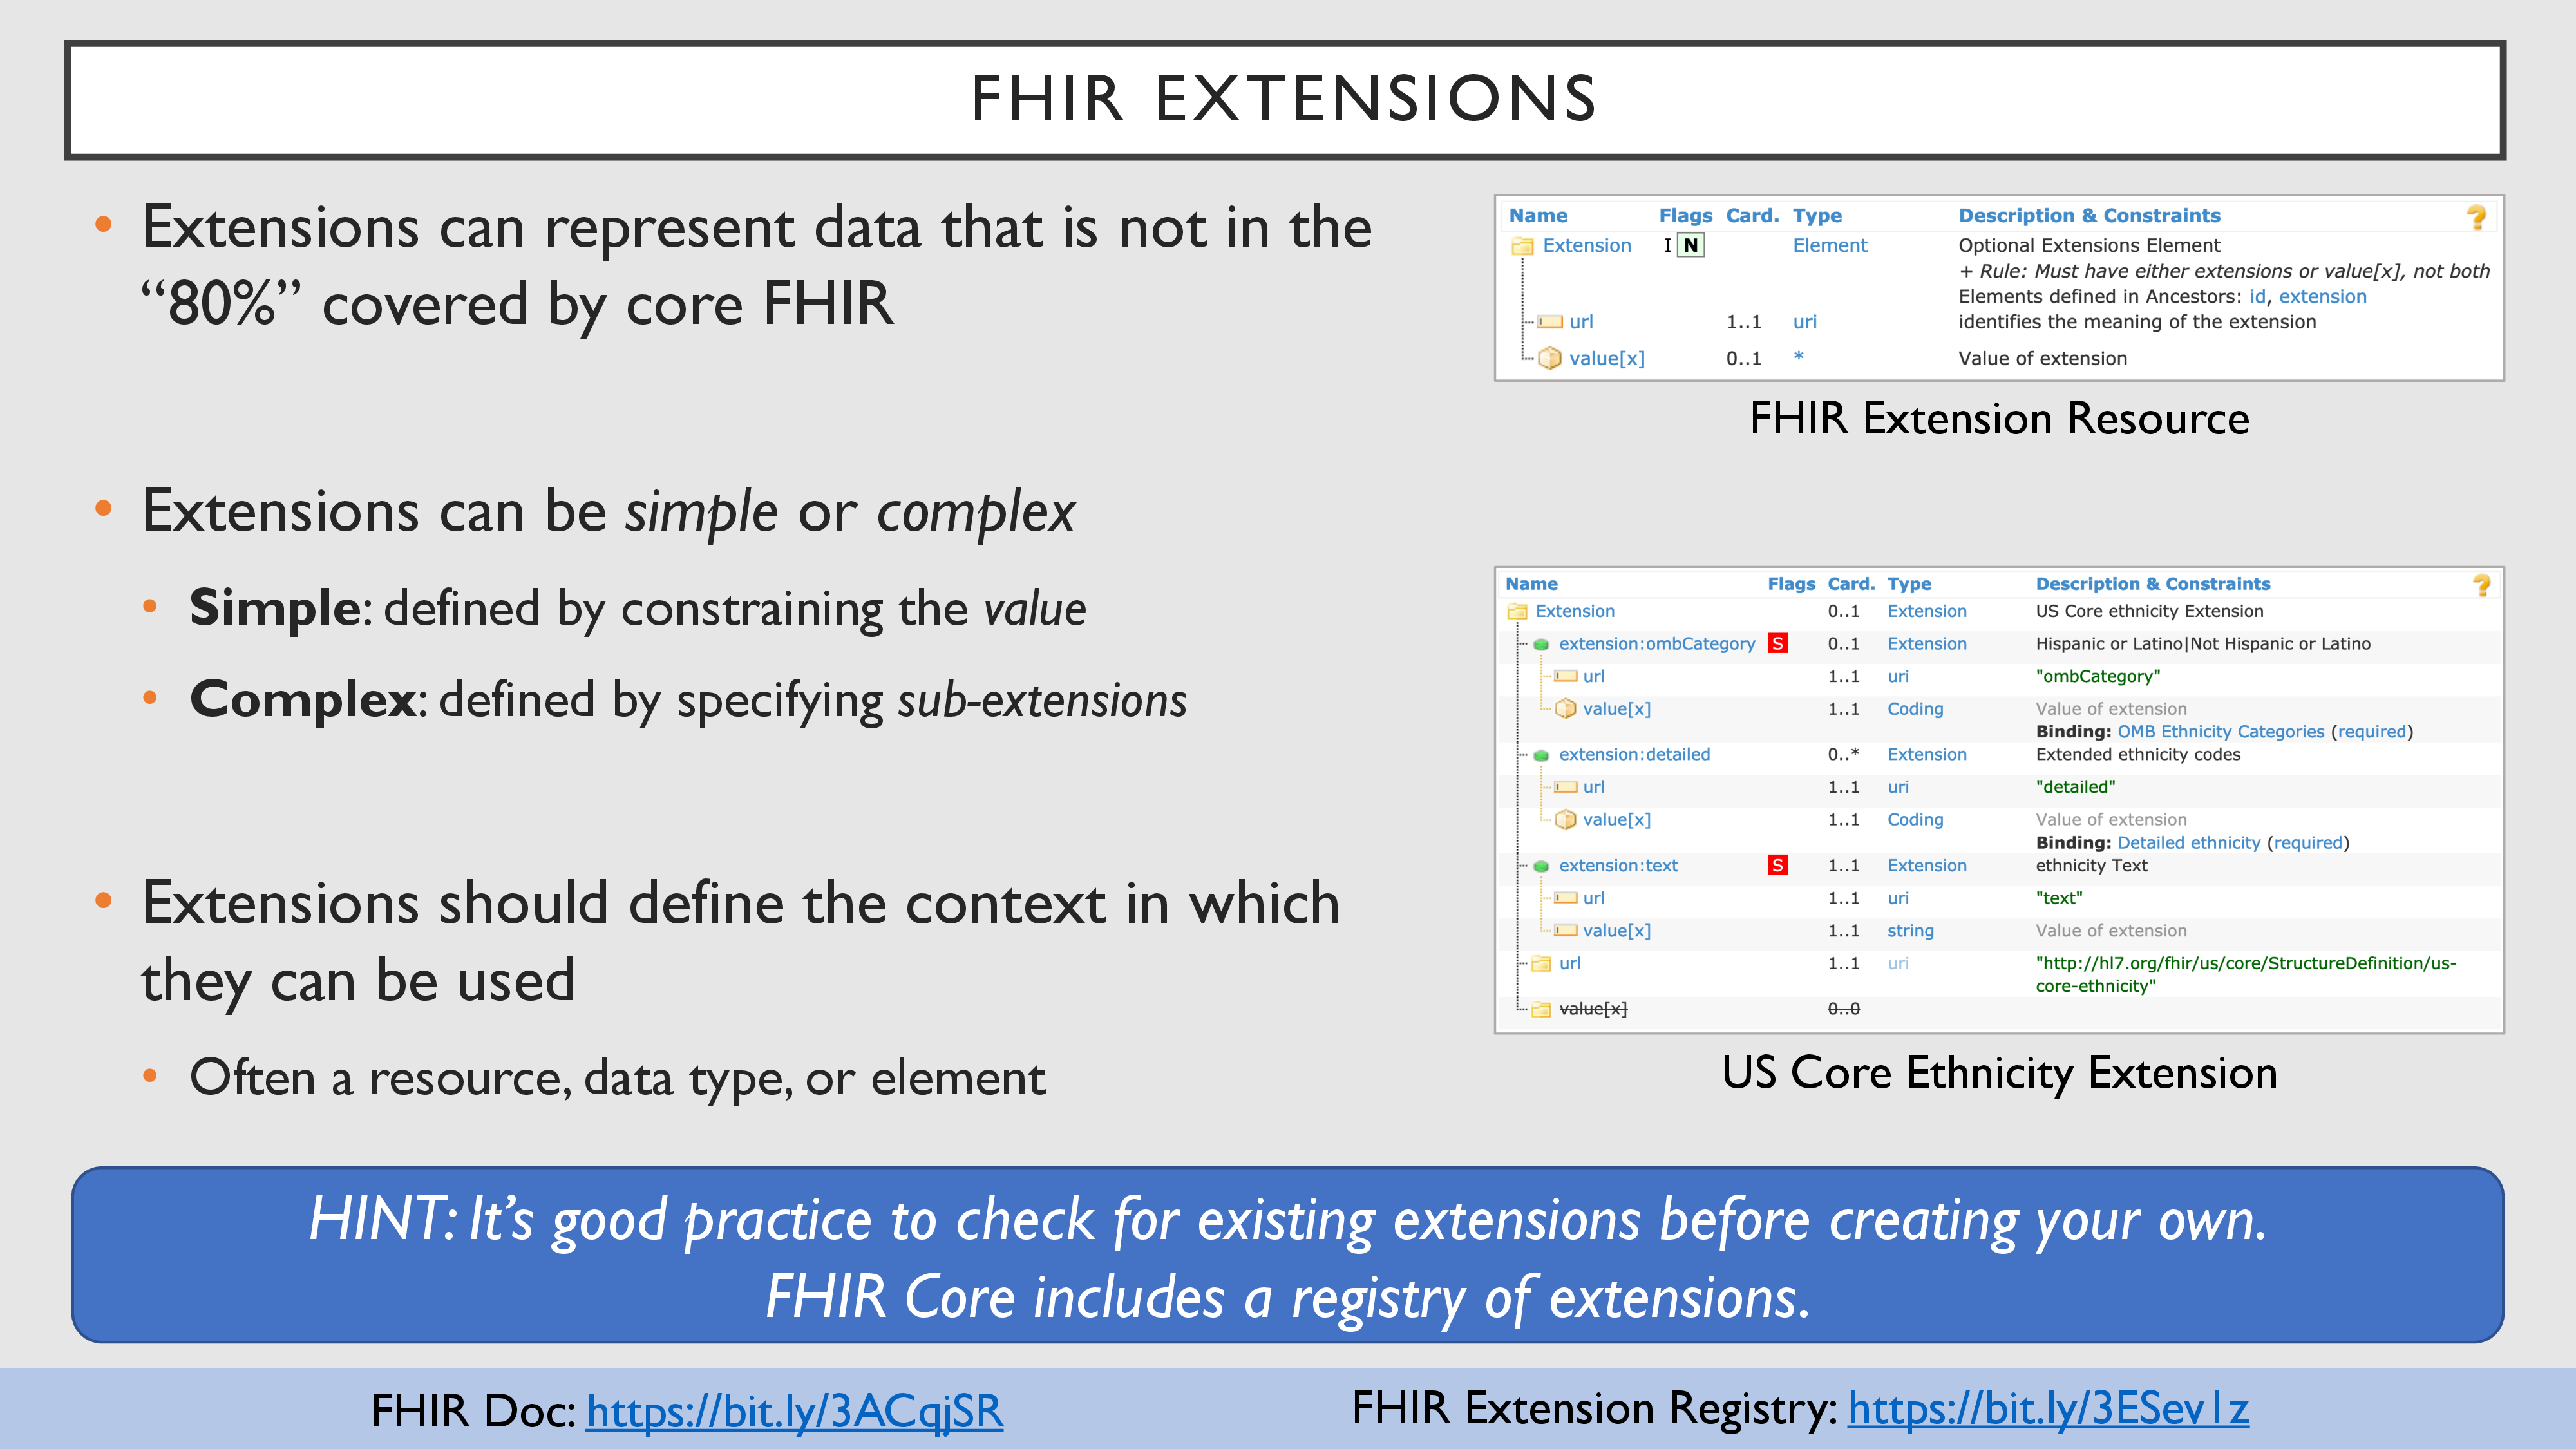 FHIR EXTENSIONS
• Extensions can represent data that is not in the
“80%” covered by core FHIR
• Extensions can be simple or complex
• Simple: defined by constraining the value
• Complex: defined by specifying sub-extensions
• Extensions should define the context in which
they can be used
• Often a resource, data type, or element
Name Flags Card. Type Description & Constraints ?
Extension I N Element Optional Extensions Element
+ Rule: Must have either extensions or value[x], not both
Elements defined in Ancestors: id, extension
url 1..1 uri identifies the meaning of the extension
value[x] 0..1 * Value of extension
FHIR Extension Resource
Name Flags Card. Type Description & Constraints ?
Extension 0..1 Extension US Core ethnicity Extension
extension:ombCategory S 0..1 Extension Hispanic or Latino|Not Hispanic or Latino
url 1..1 uri "ombCategory"
value[x] 1..1 Coding Value of extension
Binding: OMB Ethnicity Categories (required)
extension:detailed 0..* Extension Extended ethnicity codes
url 1..1 uri "detailed"
value[x] 1..1 Coding Value of extension
Binding: Detailed ethnicity (required)
extension:text S 1..1 Extension ethnicity Text
url 1..1 uri "text"
value[x] 1..1 string Value of extension
url 1..1 uri "http://hl7.org/fhir/us/core/StructureDefinition/us-
core-ethnicity"
value[x] 0..0
US Core Ethnicity Extension
HINT: It’s good practice to check for existing extensions before creating your own.
FHIR Core includes a registry of extensions.
FHIR Doc: https://bit.ly/3ACqjSR
FHIR Extension Registry: https://bit.ly/3ESev1z